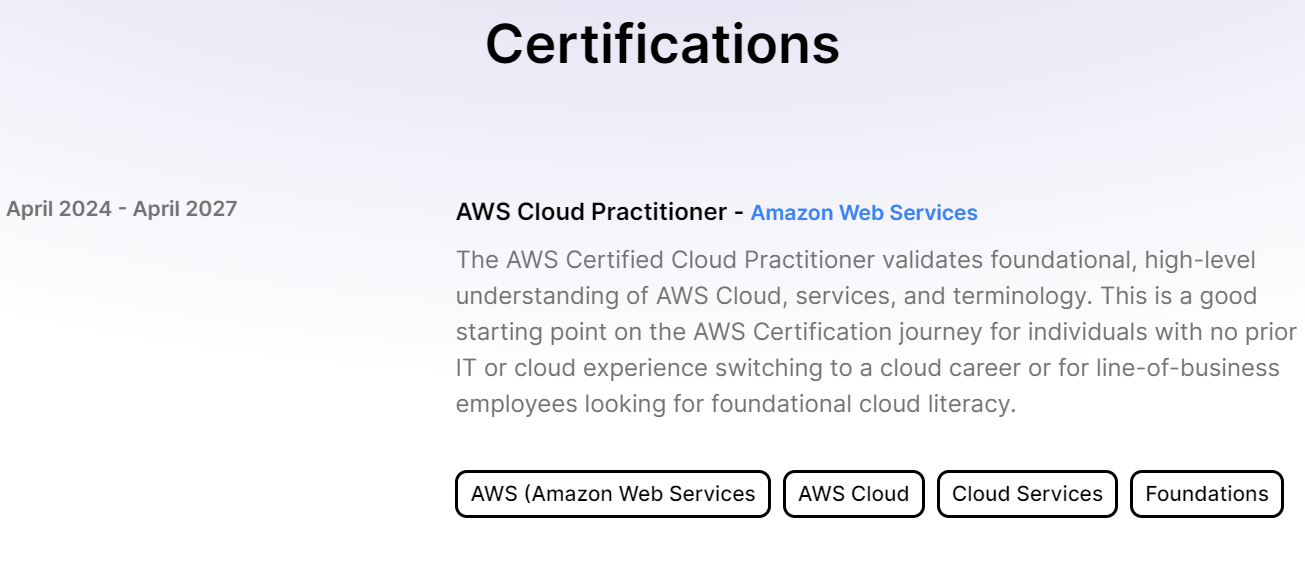 Certifications
April 2024 - April 2027
AWS Cloud Practitioner - Amazon Web Services
The AWS Certified Cloud Practitioner validates foundational, high-level
understanding of AWS Cloud, services, and terminology. This is a good
starting point on the AWS Certification journey for individuals with no prior
IT or cloud experience switching to a cloud career or for line-of-business
employees looking for foundational cloud literacy.
AWS (Amazon Web Services
AWS Cloud
Cloud Services
Foundations